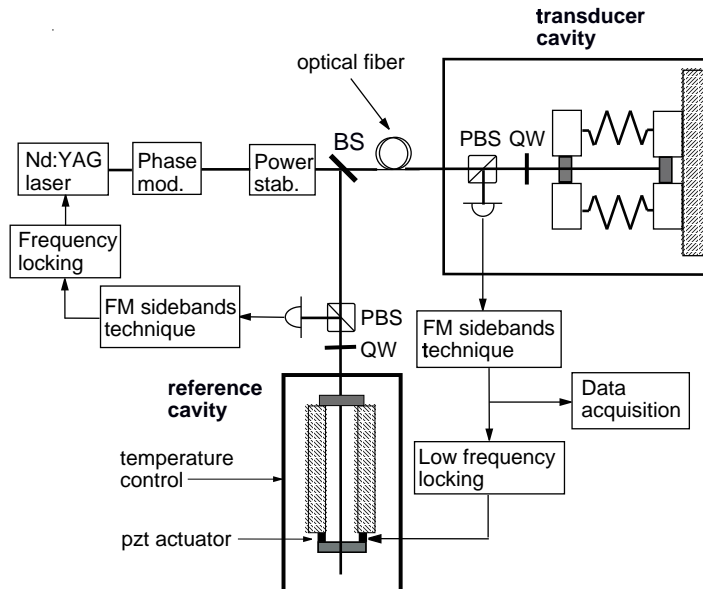 transducer
cavity
optical fiber
BS
PBS
QW
Nd:YAG
laser
Phase
mod.
Power
stab.
Frequency
locking
FM sidebands
technique
PBS
QW
FM sidebands
technique
reference
cavity
Data
acquisition
temperature
control
Low frequency
locking
pzt actuator